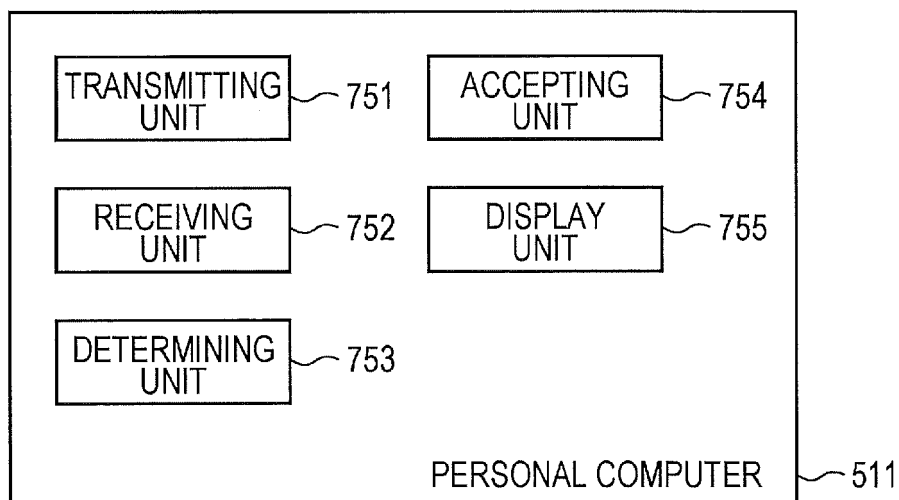 TRANSMITTING
UNIT
751
ACCEPTING
UNIT
754
RECEIVING
UNIT
752
DISPLAY
UNIT
755
DETERMINING
UNIT
753
PERSONAL COMPUTER
511